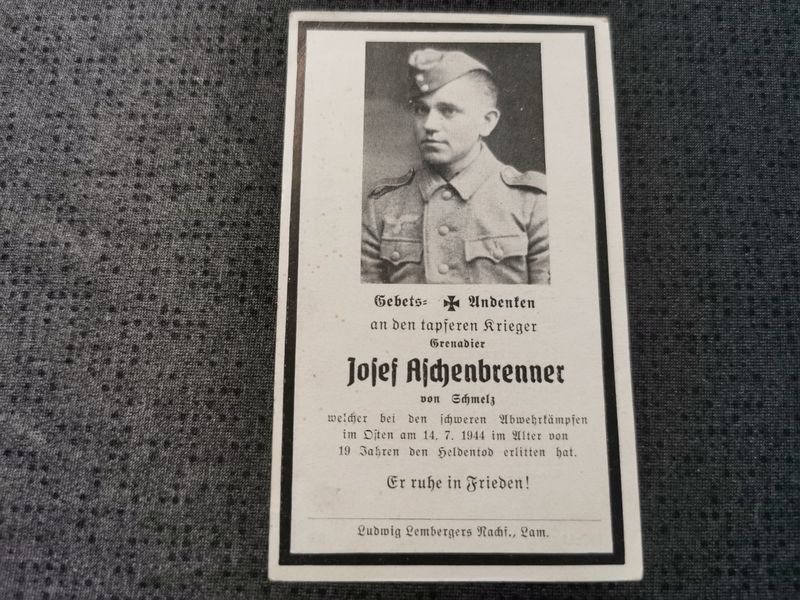 Gebets= ✠ Andenken
an den tapferen Krieger
Grenadier
Josef Aschenbrenner
von Schmelz
welcher bei den schweren Abwehrkämpfen
im Osten am 14. 7. 1944 im Alter von
19 Jahren den Heldentod erlitten hat.
Er ruhe in Frieden!
Ludwig Lembergers Nachf., Lam.